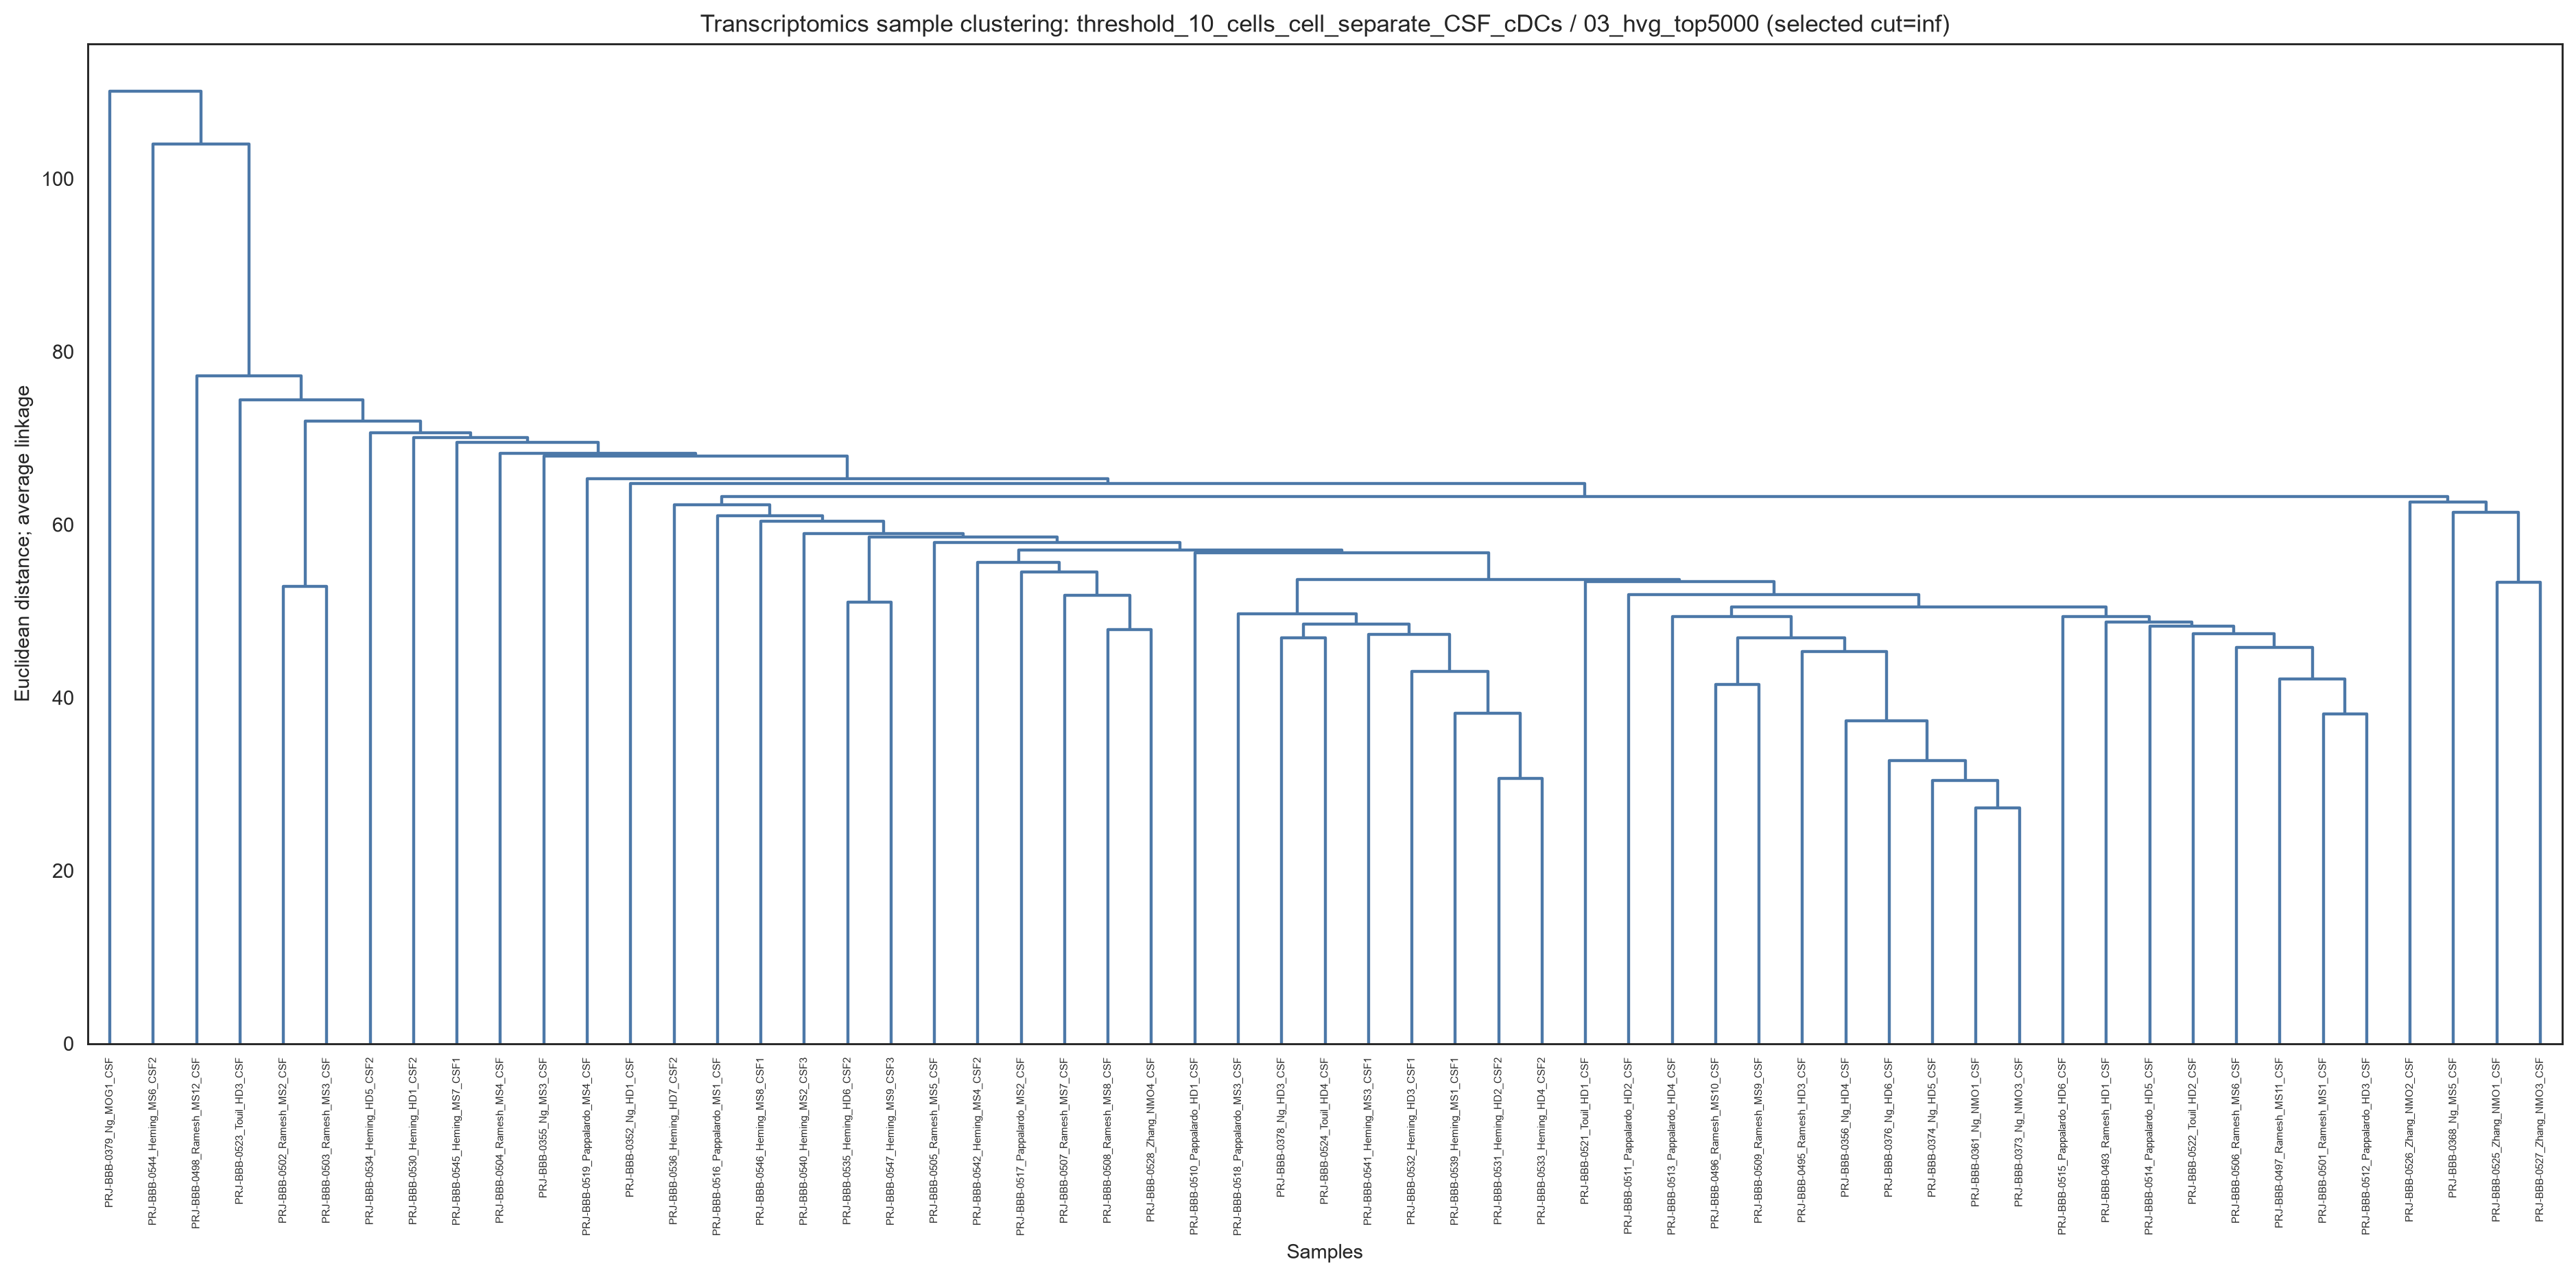 Transcriptomics sample clustering: threshold_10_cells_cell_separate_CSF_cDCs / 03_hvg_top5000 (selected cut=inf)
Euclidean distance; average linkage
100
80
60
40
20
0
PRJ-BBB-0379_Ng_MOG1_CSF
PRJ-BBB-0544_Heming_MS6_CSF2
PRJ-BBB-0498_Ramesh_MS12_CSF
PRJ-BBB-0523_Touil_HD3_CSF
PRJ-BBB-0502_Ramesh_MS2_CSF
PRJ-BBB-0503_Ramesh_MS3_CSF
PRJ-BBB-0534_Heming_HD5_CSF2
PRJ-BBB-0530_Heming_HD1_CSF2
PRJ-BBB-0545_Heming_MS7_CSF1
PRJ-BBB-0504_Ramesh_MS4_CSF
PRJ-BBB-0355_Ng_MS3_CSF
PRJ-BBB-0519_Pappalardo_MS4_CSF
PRJ-BBB-0352_Ng_HD1_CSF
PRJ-BBB-0536_Heming_HD7_CSF2
PRJ-BBB-0516_Pappalardo_MS1_CSF
PRJ-BBB-0546_Heming_MS8_CSF1
PRJ-BBB-0540_Heming_MS2_CSF3
PRJ-BBB-0535_Heming_HD6_CSF2
PRJ-BBB-0547_Heming_MS9_CSF3
PRJ-BBB-0505_Ramesh_MS5_CSF
PRJ-BBB-0542_Heming_MS4_CSF2
PRJ-BBB-0517_Pappalardo_MS2_CSF
PRJ-BBB-0507_Ramesh_MS7_CSF
PRJ-BBB-0508_Ramesh_MS8_CSF
PRJ-BBB-0528_Zhang_NMO4_CSF
PRJ-BBB-0510_Pappalardo_HD1_CSF
PRJ-BBB-0518_Pappalardo_MS3_CSF
PRJ-BBB-0378_Ng_HD3_CSF
PRJ-BBB-0524_Touil_HD4_CSF
PRJ-BBB-0541_Heming_MS3_CSF1
PRJ-BBB-0532_Heming_HD3_CSF1
PRJ-BBB-0539_Heming_MS1_CSF1
PRJ-BBB-0531_Heming_HD2_CSF2
PRJ-BBB-0533_Heming_HD4_CSF2
PRJ-BBB-0521_Touil_HD1_CSF
PRJ-BBB-0511_Pappalardo_HD2_CSF
PRJ-BBB-0513_Pappalardo_HD4_CSF
PRJ-BBB-0496_Ramesh_MS10_CSF
PRJ-BBB-0509_Ramesh_MS9_CSF
PRJ-BBB-0495_Ramesh_HD3_CSF
PRJ-BBB-0356_Ng_HD4_CSF
PRJ-BBB-0376_Ng_HD6_CSF
PRJ-BBB-0374_Ng_HD5_CSF
PRJ-BBB-0361_Ng_NMO1_CSF
PRJ-BBB-0373_Ng_NMO3_CSF
PRJ-BBB-0515_Pappalardo_HD6_CSF
PRJ-BBB-0493_Ramesh_HD1_CSF
PRJ-BBB-0514_Pappalardo_HD5_CSF
PRJ-BBB-0522_Touil_HD2_CSF
PRJ-BBB-0506_Ramesh_MS6_CSF
PRJ-BBB-0497_Ramesh_MS11_CSF
PRJ-BBB-0501_Ramesh_MS1_CSF
PRJ-BBB-0512_Pappalardo_HD3_CSF
PRJ-BBB-0526_Zhang_NMO2_CSF
PRJ-BBB-0368_Ng_MS5_CSF
PRJ-BBB-0525_Zhang_NMO1_CSF
PRJ-BBB-0527_Zhang_NMO3_CSF
Samples